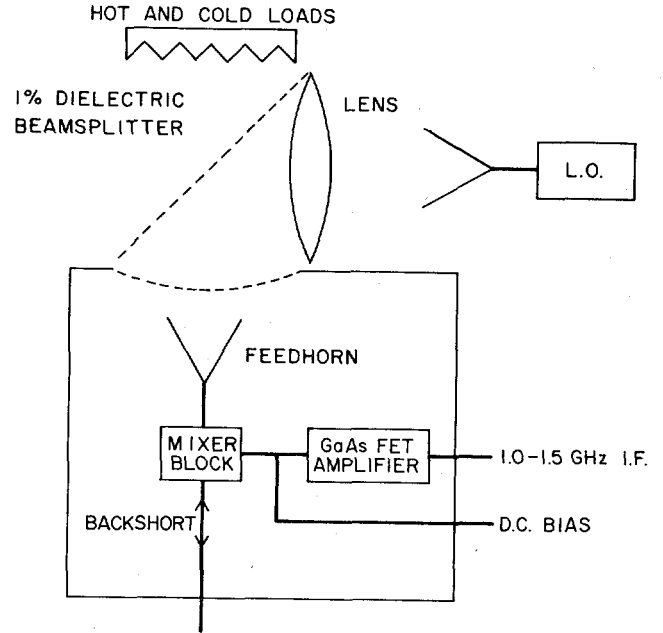 HOT AND COLD LOADS
1% DIELECTRIC
BEAMSPLITTER
LENS
L.O.
FEEDHORN
MIXER
BLOCK
GaAs FET
AMPLIFIER
1.0-1.5 GHz I.F.
BACKSHORT
D.C. BIAS